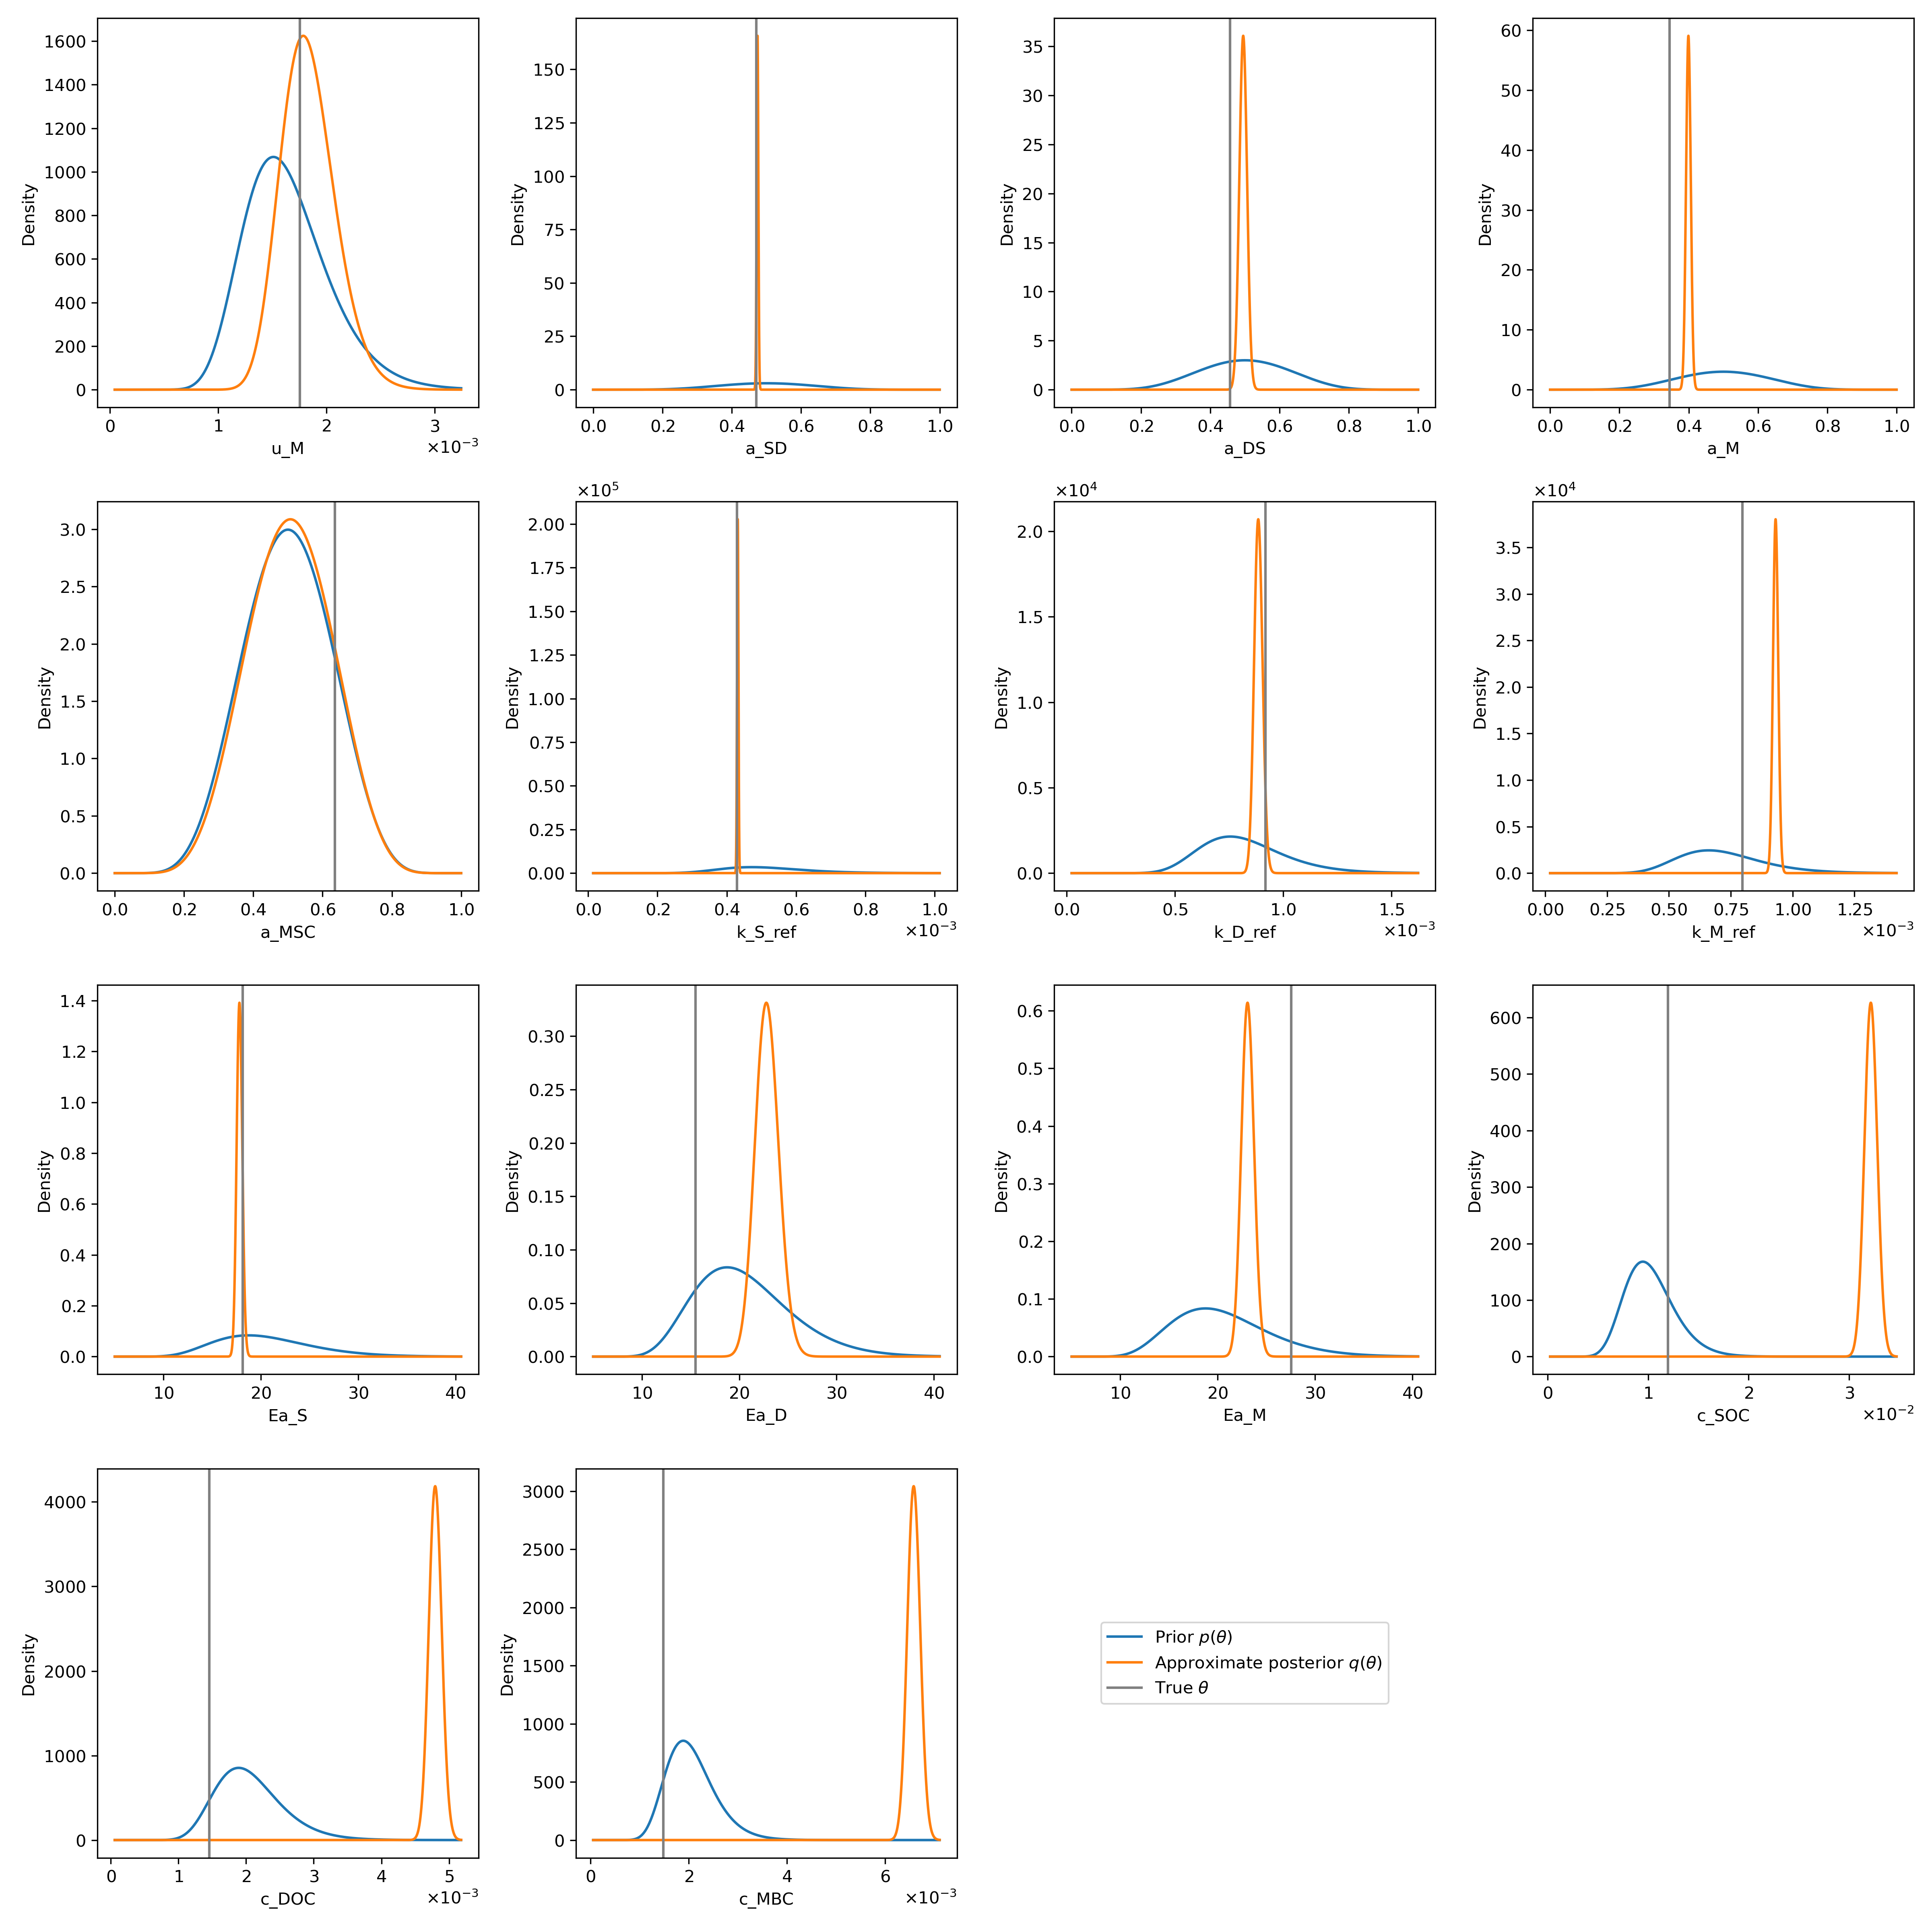 1600
1400
1200
1000
800
600
400
200
0
Density
0 1 2 3
×10⁻³
u_M
150
125
100
75
50
25
0
Density
0.0 0.2 0.4 0.6 0.8 1.0
a_SD
35
30
25
20
15
10
5
0
Density
0.0 0.2 0.4 0.6 0.8 1.0
a_DS
60
50
40
30
20
10
0
Density
0.0 0.2 0.4 0.6 0.8 1.0
a_M
3.0
2.5
2.0
1.5
1.0
0.5
0.0
Density
0.0 0.2 0.4 0.6 0.8 1.0
a_MSC
×10⁵
2.00
1.75
1.50
1.25
1.00
0.75
0.50
0.25
0.00
Density
0.0 0.2 0.4 0.6 0.8 1.0
×10⁻³
k_S_ref
×10⁴
2.0
1.5
1.0
0.5
0.0
Density
0.0 0.5 1.0 1.5
×10⁻³
k_D_ref
×10⁴
3.5
3.0
2.5
2.0
1.5
1.0
0.5
0.0
Density
0.00 0.25 0.50 0.75 1.00 1.25
×10⁻³
k_M_ref
1.4
1.2
1.0
0.8
0.6
0.4
0.2
0.0
Density
10 20 30 40
Ea_S
0.30
0.25
0.20
0.15
0.10
0.05
0.00
Density
10 20 30 40
Ea_D
0.6
0.5
0.4
0.3
0.2
0.1
0.0
Density
10 20 30 40
Ea_M
600
500
400
300
200
100
0
Density
0 1 2 3
×10⁻²
c_SOC
4000
3000
2000
1000
0
Density
0 1 2 3 4 5
×10⁻³
c_DOC
3000
2500
2000
1500
1000
500
0
Density
0 2 4 6
×10⁻³
c_MBC
Prior p(θ)
Approximate posterior q(θ)
True θ